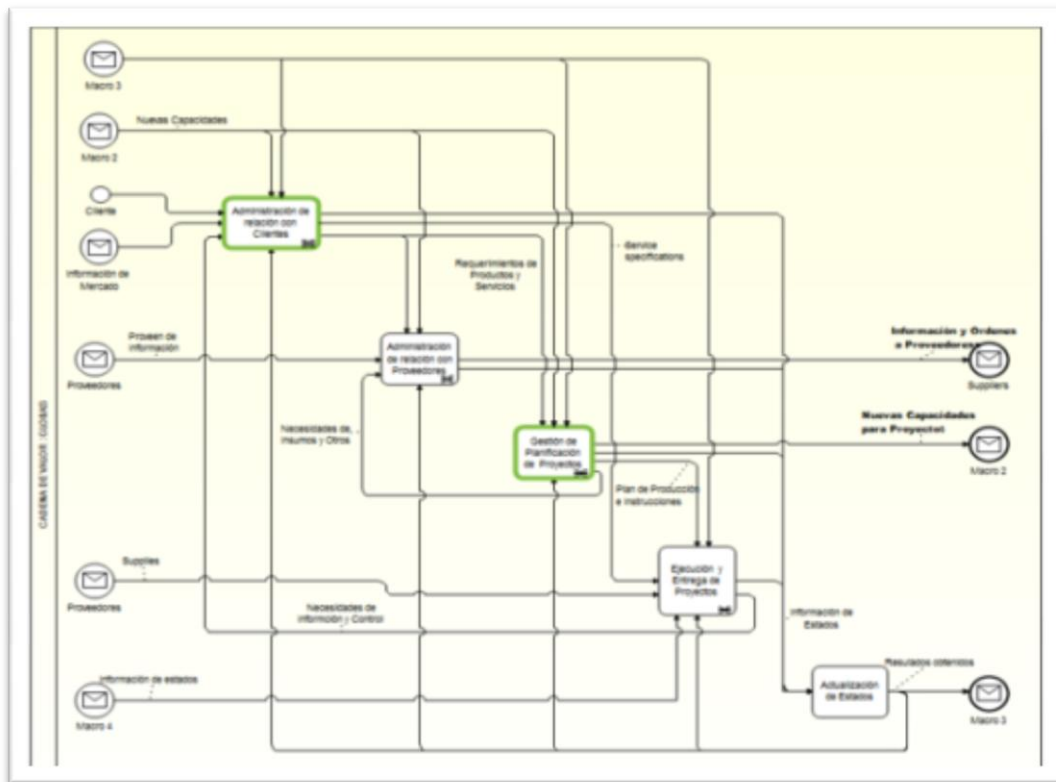 Macro 3
Nuevas Capacidades
Macro 2
Cliente
Administración de
relación con
Clientes
Información de
Mercado
Service
specifications
Requerimientos de
Productos y
Servicios
Proveen de
información
Proveedores
Administración
de relación con
Proveedores
Información y Ordenes
a Proveedores
Suppliers
Nuevas Capacidades
para Proyectot
Macro 2
Necesidades de,
Insumos y Otros
Gestión de
Planificación
de Proyectos
Plan de Producción
e Instrucciones
CADENA DE VALOR :
Supplies
Proveedores
Ejecución y
Entrega de
Proyectos
Necesidades de
información y Control
Información de
Estados
Información de estados
Macro 4
Actualización
de Estados
Resulados obtenidos
Macro 3